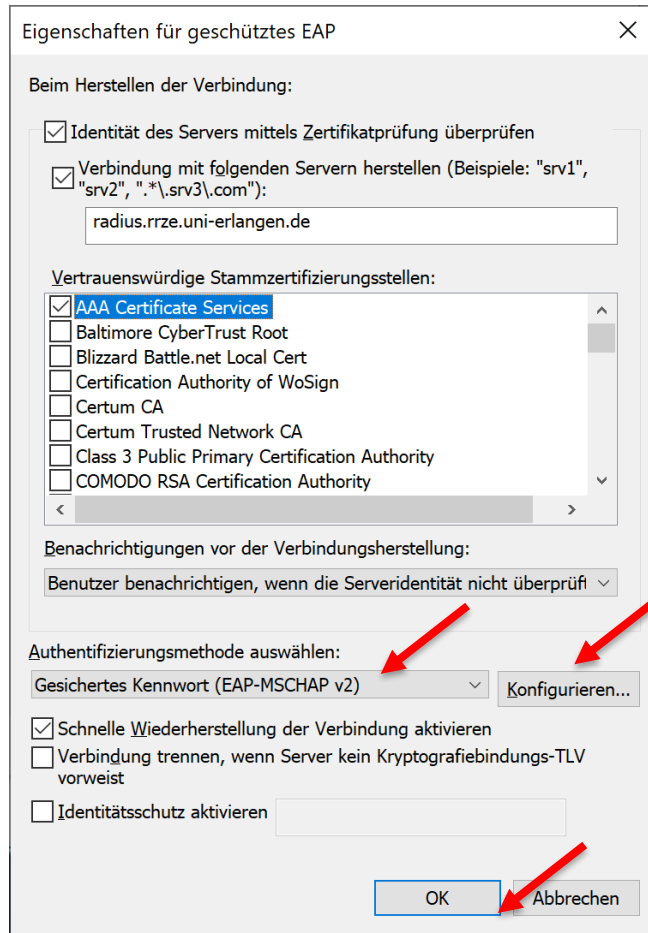 Eigenschaften für geschütztes EAP
Beim Herstellen der Verbindung:
Identität des Servers mittels Zertifikatprüfung überprüfen
Verbindung mit folgenden Servern herstellen (Beispiele: "srv1",
"srv2", ".*\.srv3\.com"):
radius.rrze.uni-erlangen.de
Vertrauenswürdige Stammzertifizierungsstellen:
AAA Certificate Services
Baltimore CyberTrust Root
Blizzard Battle.net Local Cert
Certification Authority of WoSign
Certum CA
Certum Trusted Network CA
Class 3 Public Primary Certification Authority
COMODO RSA Certification Authority
Benachrichtigungen vor der Verbindungsherstellung:
Benutzer benachrichtigen, wenn die Serveridentität nicht überprüft
Authentifizierungsmethode auswählen:
Gesichertes Kennwort (EAP-MSCHAP v2)
Konfigurieren...
Schnelle Wiederherstellung der Verbindung aktivieren
Verbindung trennen, wenn Server kein Kryptografiebindungs-TLV
vorweist
Identitätsschutz aktivieren
OK
Abbrechen